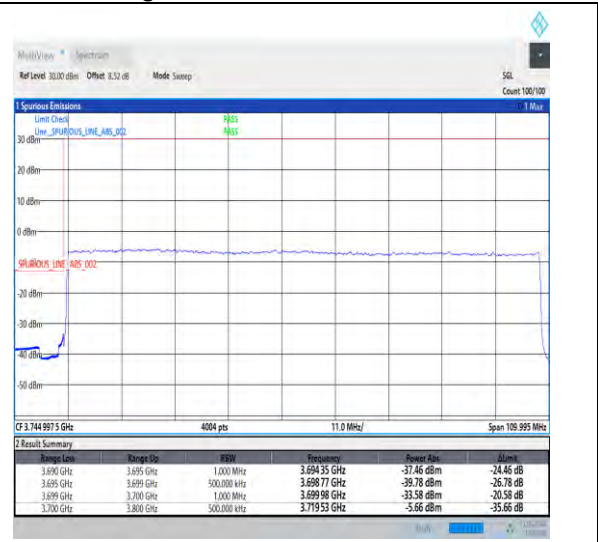 MultiView Spectrum
Ref Level 30.00 dBm Offset 8.52 dB Mode Sweep SGL
Count 100/100
1 Spurious Emissions 1 Max
Limit Check PASS
Line _SPURIOUS_LINE_ABS_002 PASS
30 dBm
20 dBm
10 dBm
0 dBm
_SPURIOUS_LINE_ABS_002
-20 dBm
-30 dBm
-40 dBm
-50 dBm
CF 3.744 997 5 GHz 4004 pts 11.0 MHz/ Span 109.995 MHz
2 Result Summary
Range Low Range Up RBW Frequency Power Abs ΔLimit
3.690 GHz 3.695 GHz 1.000 MHz 3.694 35 GHz -37.46 dBm -24.46 dB
3.695 GHz 3.699 GHz 500.000 kHz 3.698 77 GHz -39.78 dBm -26.78 dB
3.699 GHz 3.700 GHz 1.000 MHz 3.699 98 GHz -33.58 dBm -20.58 dB
3.700 GHz 3.800 GHz 500.000 kHz 3.719 53 GHz -5.66 dBm -35.66 dB